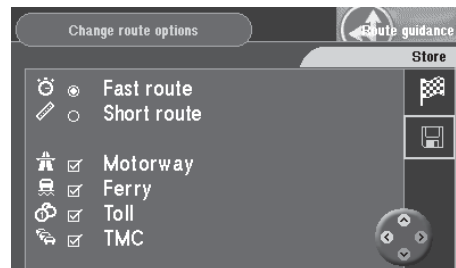 Change route options
Route guidance
Store
Fast route
Short route
Motorway
Ferry
Toll
TMC